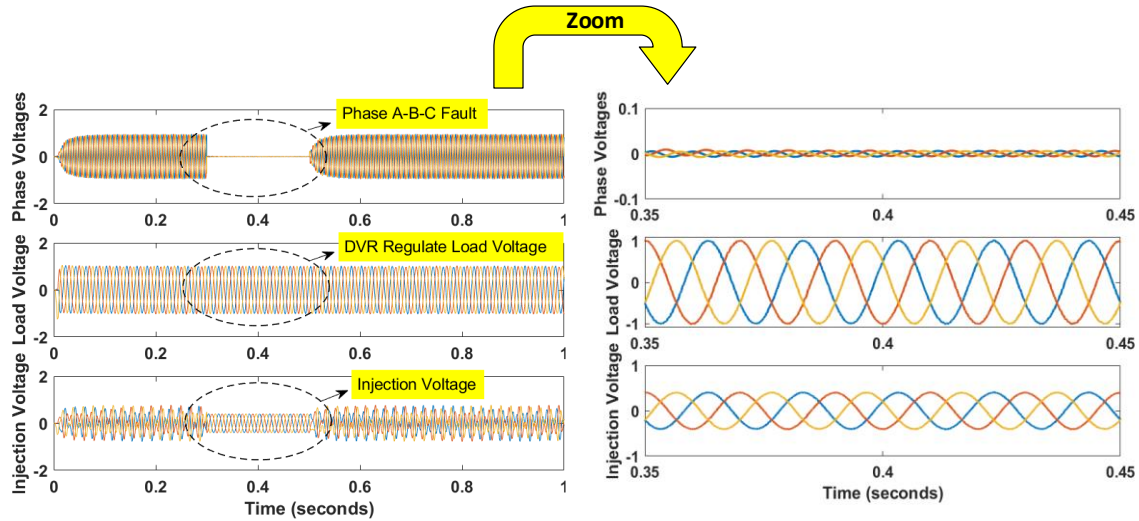 Zoom
Phase Voltages
2
0
-2
Phase A-B-C Fault
0 0.2 0.4 0.6 0.8 1
Load Voltage
2
0
-2
DVR Regulate Load Voltage
0 0.2 0.4 0.6 0.8 1
Injection Voltage
2
0
-2
Injection Voltage
0 0.2 0.4 0.6 0.8 1
Time (seconds)
Phase Voltages
0.1
0
-0.1
0.35 0.4 0.45
Load Voltage
1
0
-1
0.35 0.4 0.45
Injection Voltage
1
0
-1
0.35 0.4 0.45
Time (seconds)